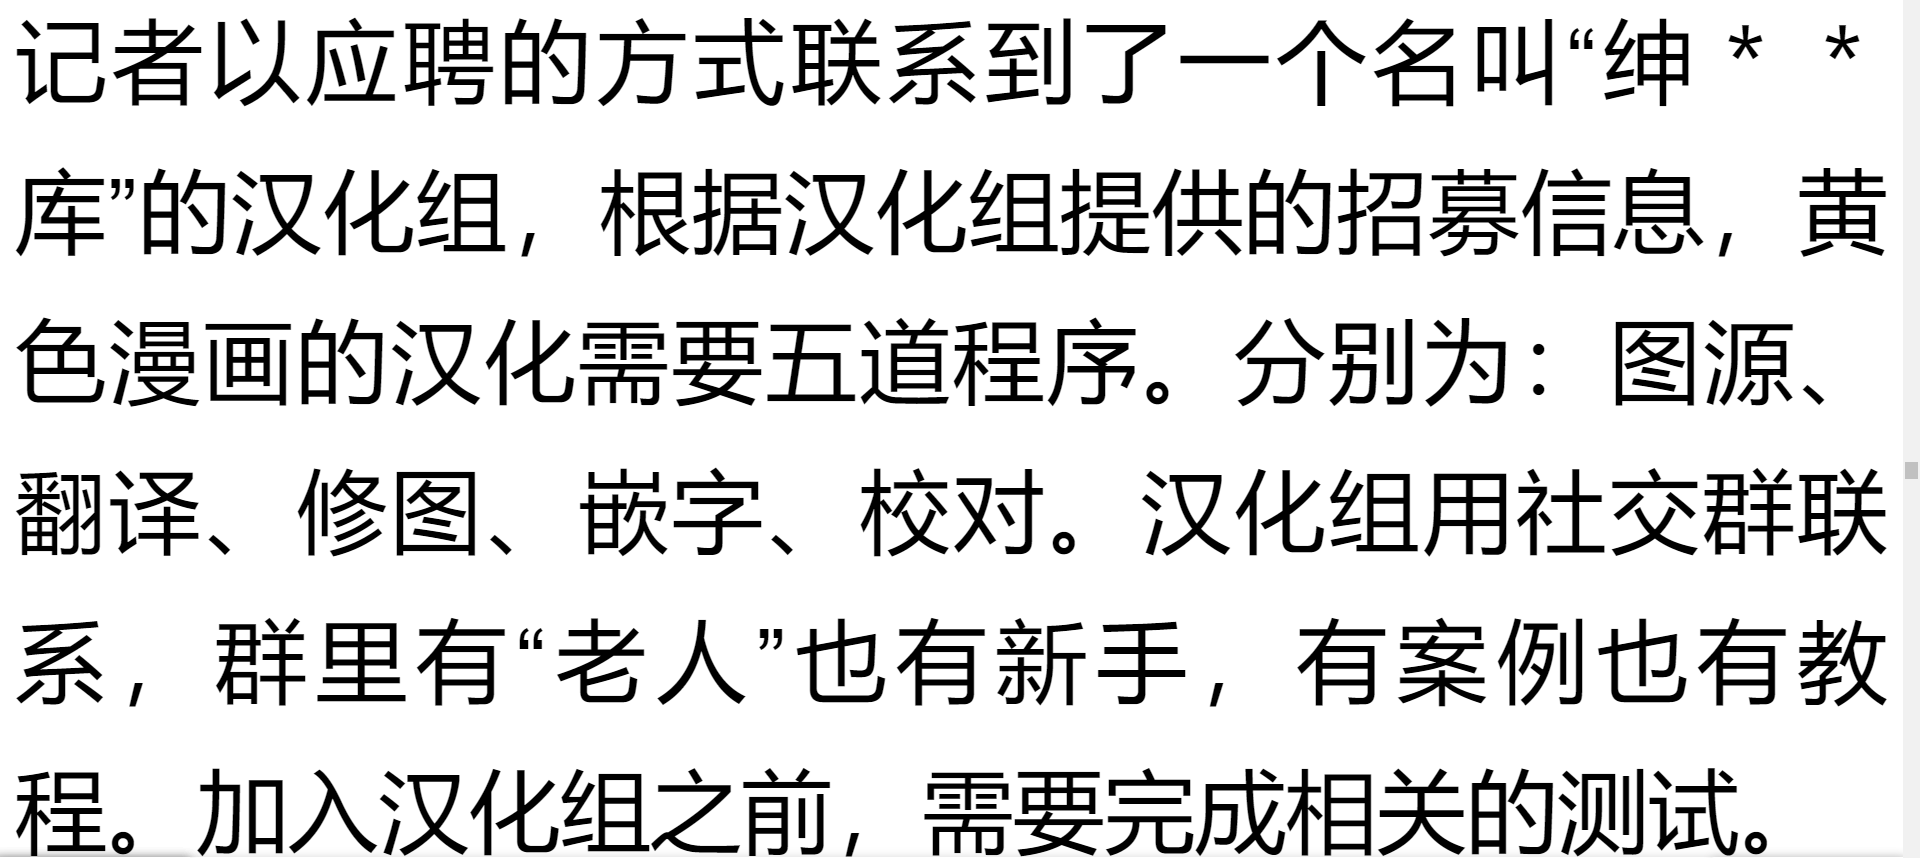 记者以应聘的方式联系到了一个名叫“绅＊＊
库”的汉化组，根据汉化组提供的招募信息，黄
色漫画的汉化需要五道程序。分别为：图源、
翻译、修图、嵌字、校对。汉化组用社交群联
系，群里有“老人”也有新手，有案例也有教
程。加入汉化组之前，需要完成相关的测试。